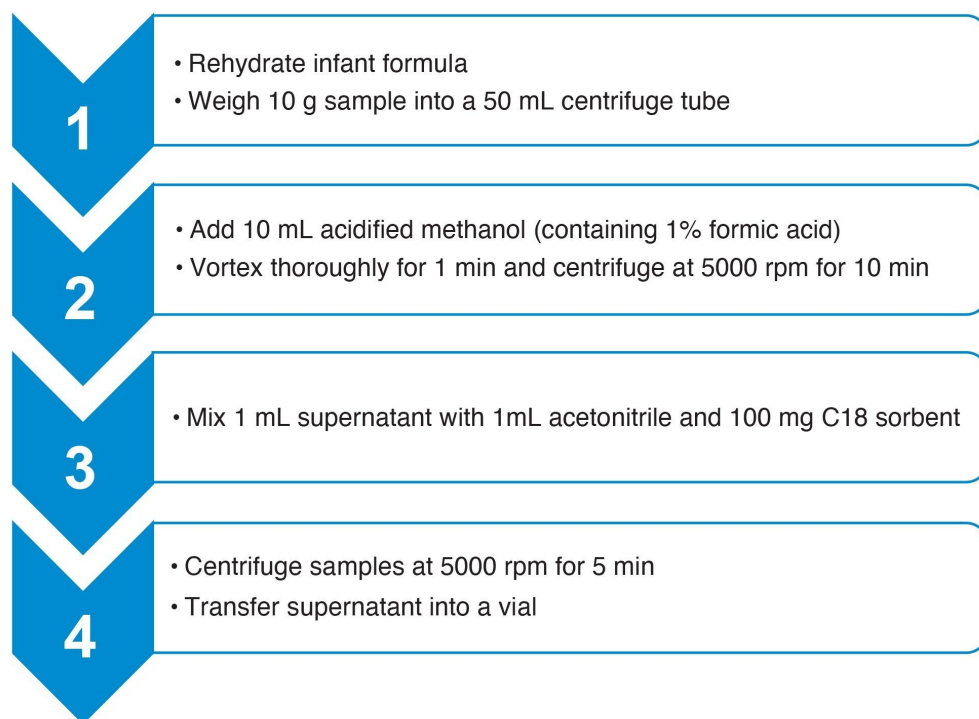 1
• Rehydrate infant formula
• Weigh 10 g sample into a 50 mL centrifuge tube
2
• Add 10 mL acidified methanol (containing 1% formic acid)
• Vortex thoroughly for 1 min and centrifuge at 5000 rpm for 10 min
3
• Mix 1 mL supernatant with 1mL acetonitrile and 100 mg C18 sorbent
4
• Centrifuge samples at 5000 rpm for 5 min
• Transfer supernatant into a vial